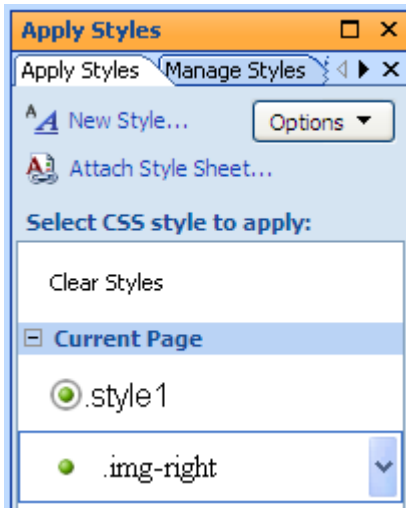 Apply Styles
Apply Styles Manage Styles
New Style... Options
Attach Style Sheet...
Select CSS style to apply:
Clear Styles
Current Page
.style1
.img-right